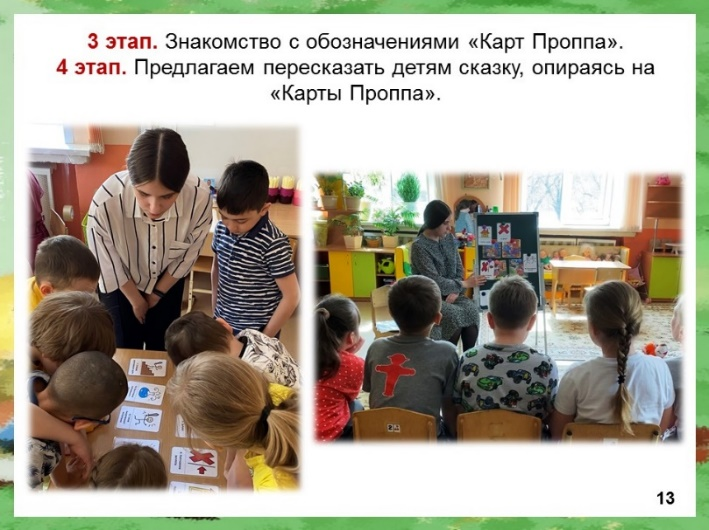 3 этап. Знакомство с обозначениями «Карт Проппа».
4 этап. Предлагаем пересказать детям сказку, опираясь на
«Карты Проппа».
13